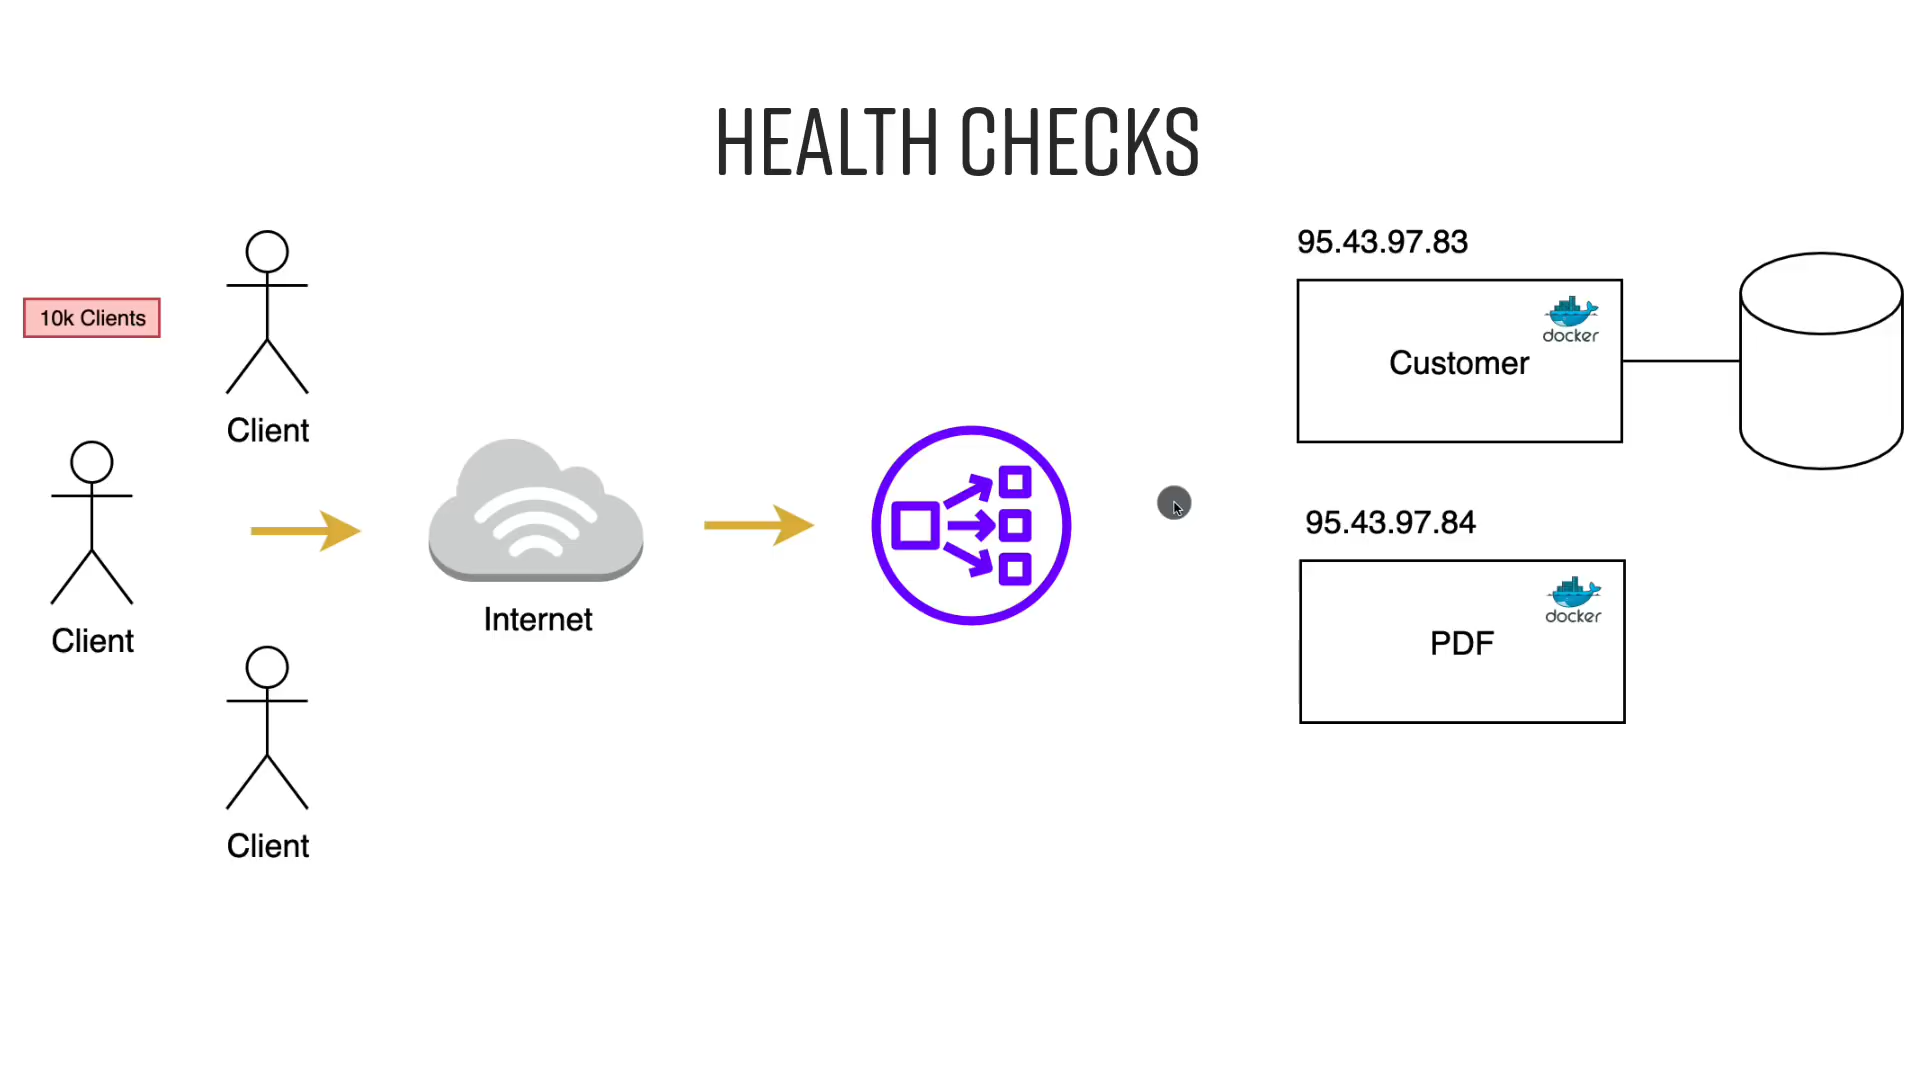 HEALTH CHECKS
10k Clients
Client
Client
Client
Internet
95.43.97.83
docker
Customer
95.43.97.84
docker
PDF